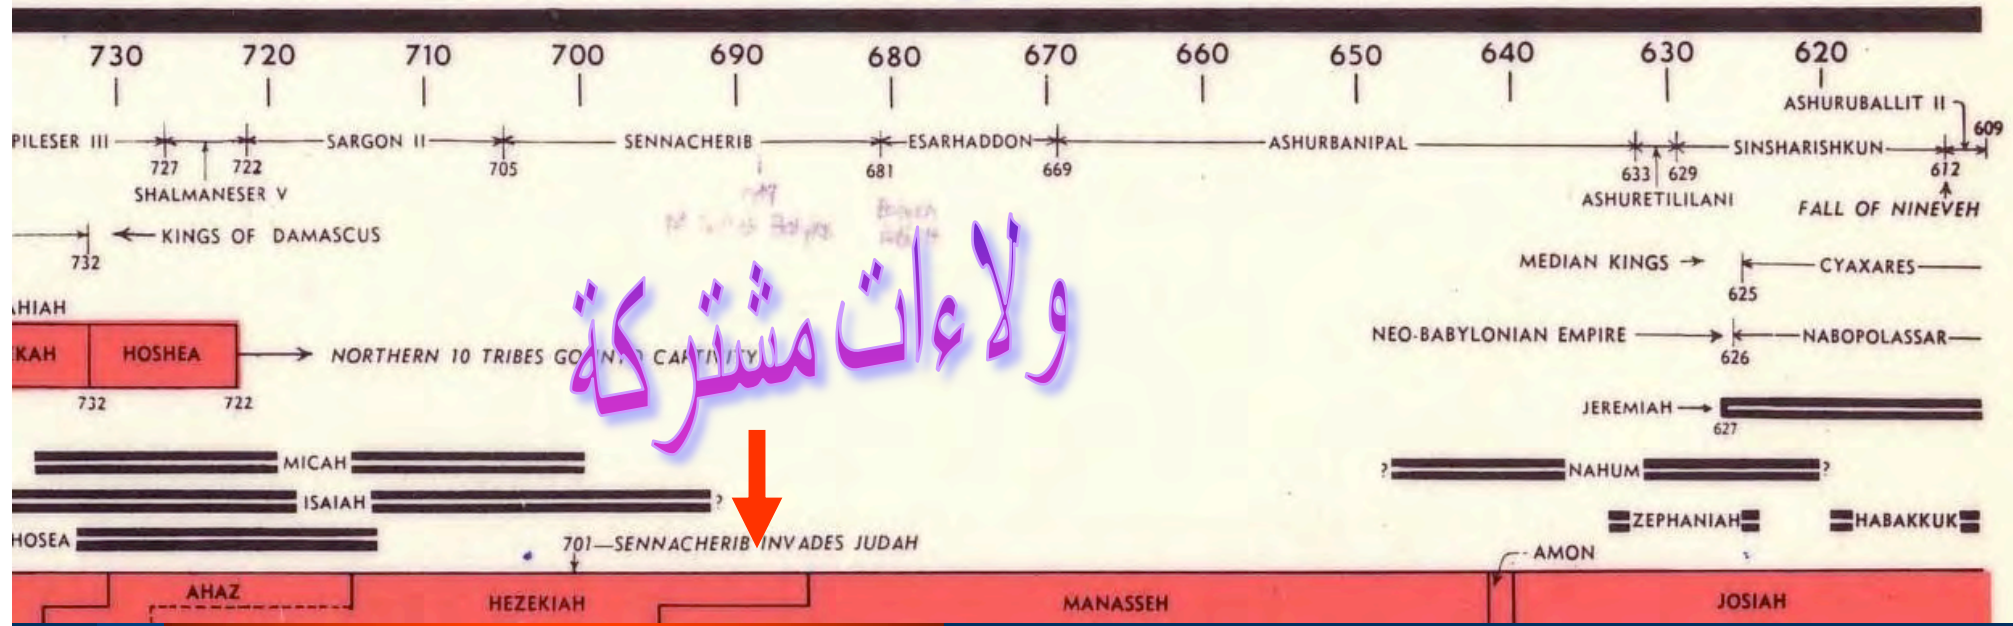 730 720 710 700 690 680 670 660 650 640 630 620
ASHURUBALLIT II
609
PILESER III SARGON II SENNACHERIB ESARHADDON ASHURBANIPAL SINSHARISHKUN
727 722 705 681 669 633 629 612
SHALMANESER V ASHURETILILANI FALL OF NINEVEH
KINGS OF DAMASCUS
732
MEDIAN KINGS CYAXARES
625
ولاءات مشتركة
AHIAH
KAH HOSHEA NORTHERN 10 TRIBES GO INTO CAPTIVITY
NEO-BABYLONIAN EMPIRE NABOPOLASSAR
626
732 722
JEREMIAH
627
MICAH
? NAHUM ?
ISAIAH ?
ZEPHANIAH HABAKKUK
HOSEA
701—SENNACHERIB INVADES JUDAH
AMON
AHAZ HEZEKIAH MANASSEH JOSIAH